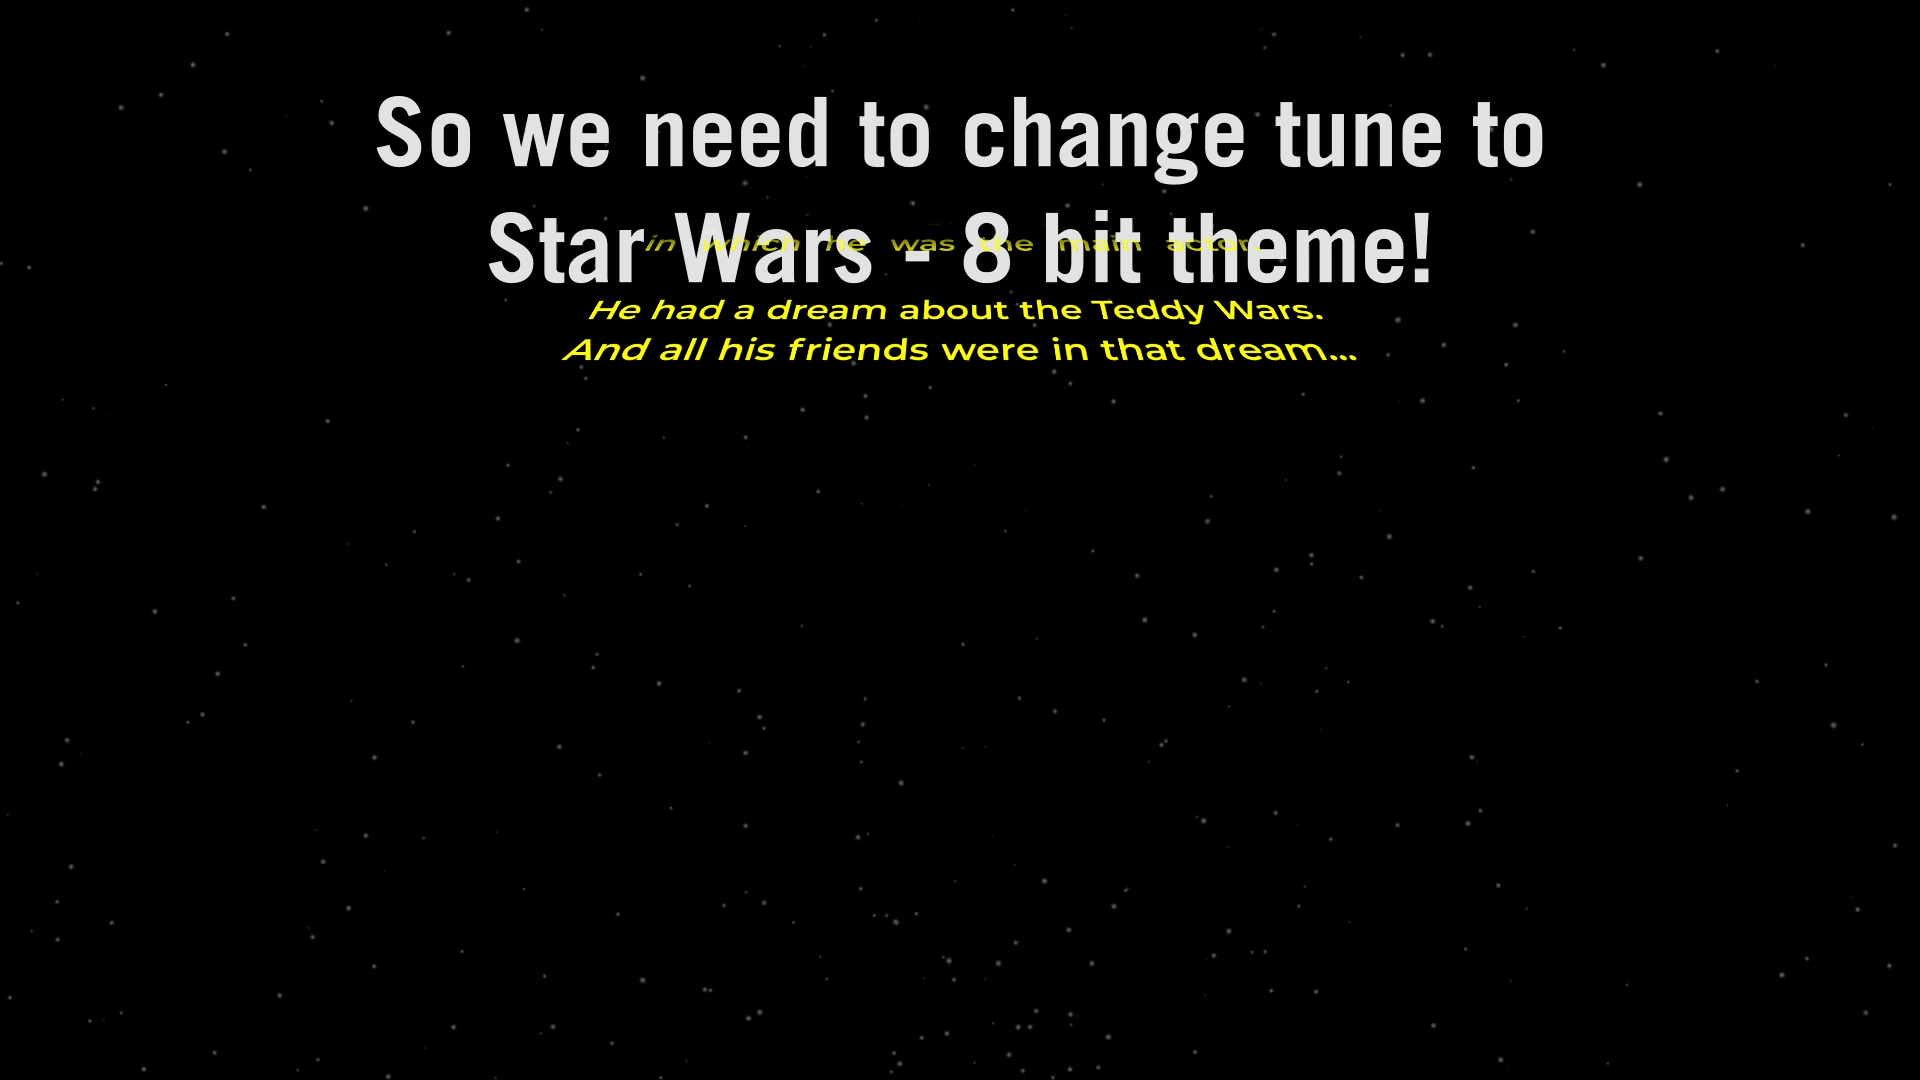 So we need to change tune to
Star Wars - 8 bit theme!
in which he was the main actor.
He had a dream about the Teddy Wars.
And all his friends were in that dream...